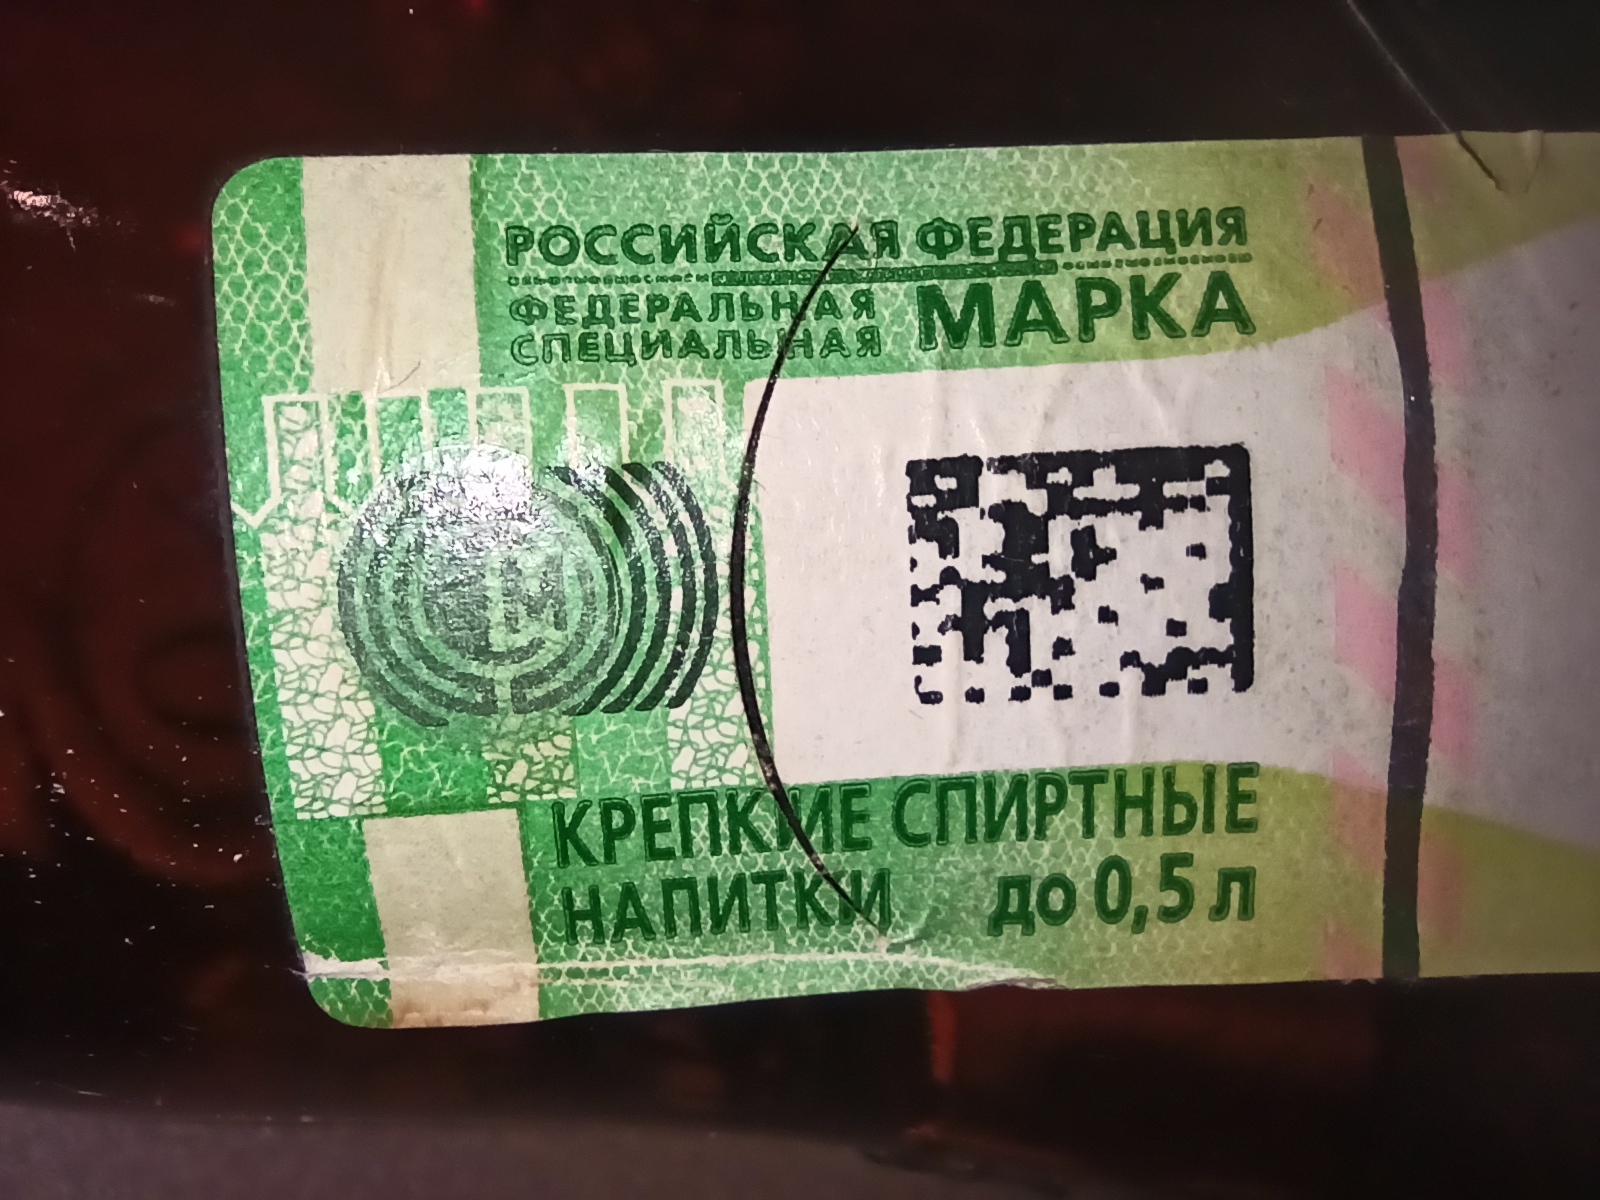 РОССИЙСКАЯ ФЕДЕРАЦИЯ
ФЕДЕРАЛЬНАЯ
СПЕЦИАЛЬНАЯ
МАРКА
КРЕПКИЕ СПИРТНЫЕ
НАПИТКИ до 0,5 л